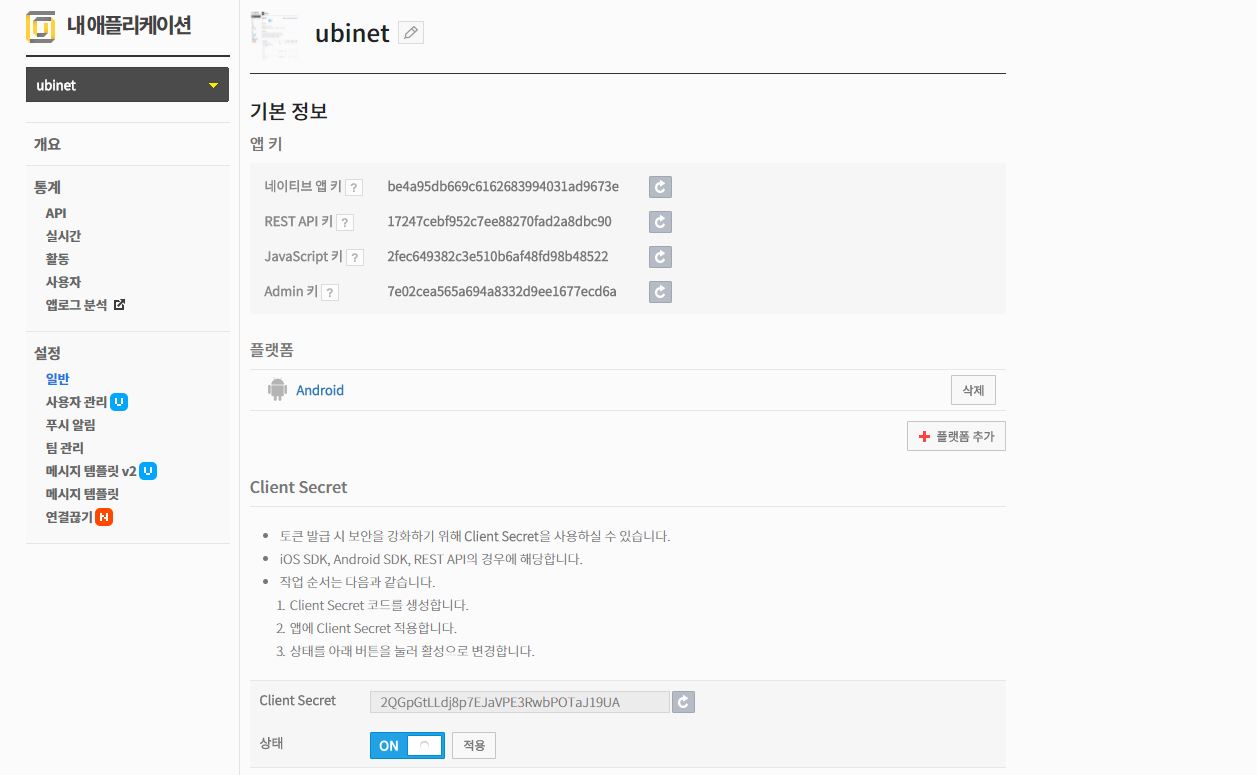 내 애플리케이션
ubinet
개요
통계
API
실시간
활동
사용자
앱로그 분석
설정
일반
사용자 관리 U
푸시 알림
팀 관리
메시지 템플릿 v2 U
메시지 템플릿
연결끊기 N
ubinet
기본 정보
앱 키
네이티브 앱 키 ? be4a95db669c6162683994031ad9673e
REST API 키 ? 17247cebf952c7ee88270fad2a8dbc90
JavaScript 키 ? 2fec649382c3e510b6af48fd98b48522
Admin 키 ? 7e02cea565a694a8332d9ee1677ecd6a
플랫폼
Android 삭제
+ 플랫폼 추가
Client Secret
• 토큰 발급 시 보안을 강화하기 위해 Client Secret을 사용하실 수 있습니다.
• iOS SDK, Android SDK, REST API의 경우에 해당합니다.
• 작업 순서는 다음과 같습니다.
1. Client Secret 코드를 생성합니다.
2. 앱에 Client Secret 적용합니다.
3. 상태를 아래 버튼을 눌러 활성으로 변경합니다.
Client Secret 2QGpGtLLdj8p7EJaVPE3RwbPOTaJ19UA
상태 ON 적용